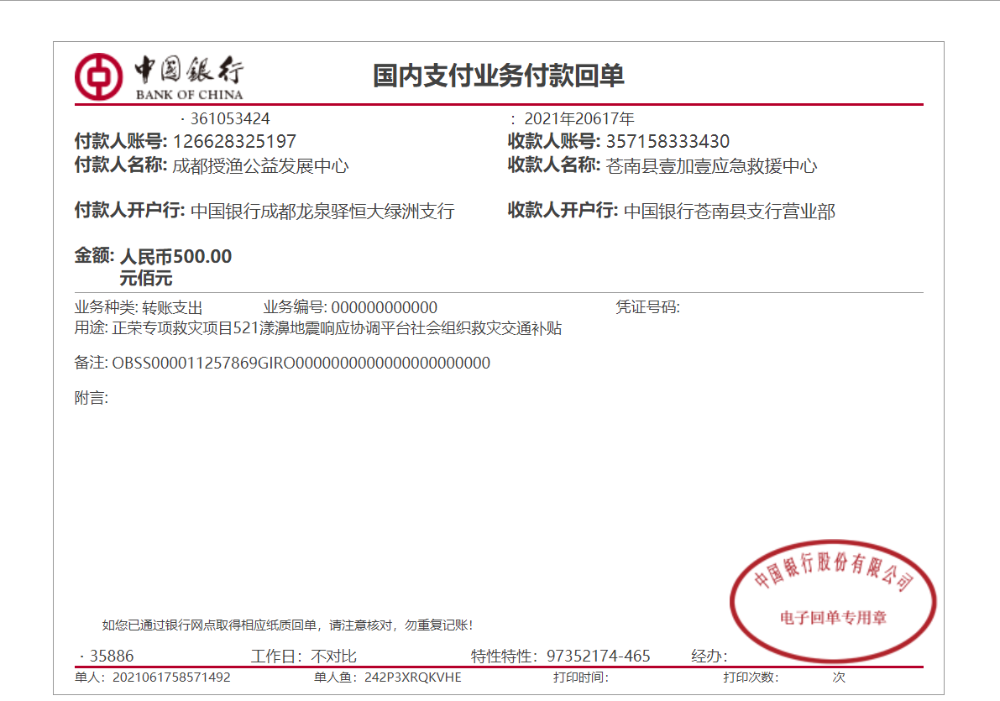 中国银行
BANK OF CHINA
国内支付业务付款回单
· 361053424 : 2021年20617年
付款人账号: 126628325197 收款人账号: 357158333430
付款人名称: 成都授渔公益发展中心 收款人名称: 苍南县壹加壹应急救援中心
付款人开户行: 中国银行成都龙泉驿恒大绿洲支行 收款人开户行: 中国银行苍南县支行营业部
金额: 人民币500.00
元佰元
业务种类: 转账支出 业务编号: 000000000000 凭证号码:
用途: 正荣专项救灾项目521漾濞地震响应协调平台社会组织救灾交通补贴
备注: OBSS000011257869GIRO0000000000000000000000
附言:
中国银行股份有限公司
电子回单专用章
如您已通过银行网点取得相应纸质回单，请注意核对，勿重复记账！
· 35886 工作日：不对比 特性特性：97352174-465 经办：
单人：2021061758571492 单人鱼：242P3XRQKVHE 打印时间： 打印次数： 次